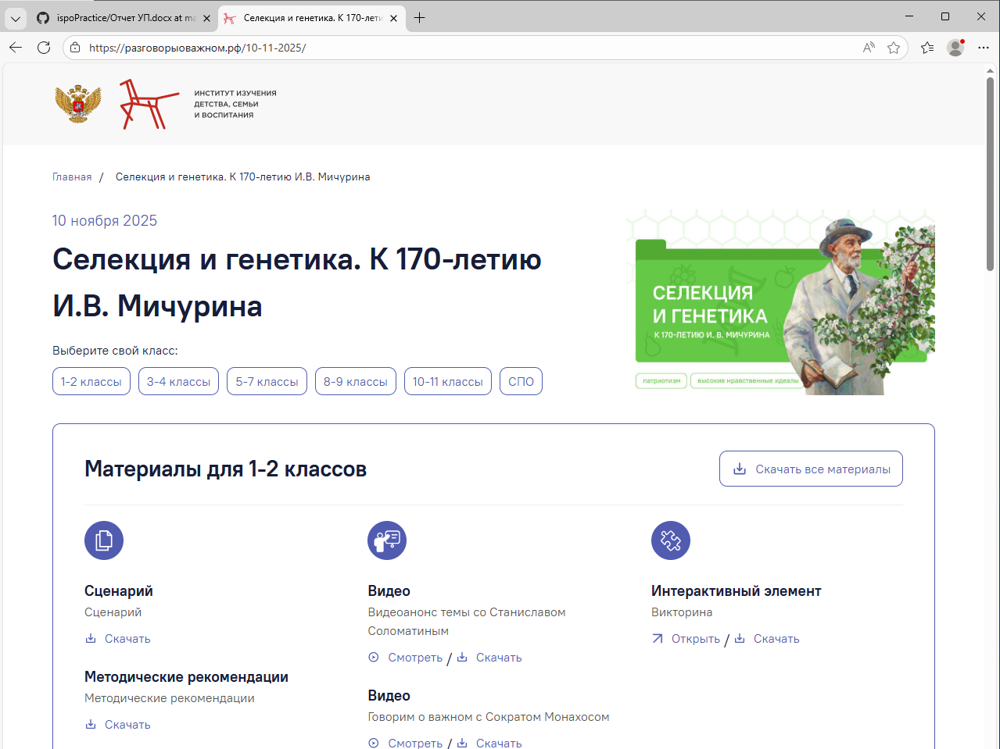 ispoPractice/Отчет УП.docx at ma
Селекция и генетика. К 170-лети
https://разговорыоважном.рф/10-11-2025/
ИНСТИТУТ ИЗУЧЕНИЯ
ДЕТСТВА, СЕМЬИ
И ВОСПИТАНИЯ
Главная / Селекция и генетика. К 170-летию И.В. Мичурина
10 ноября 2025
Селекция и генетика. К 170-летию
И.В. Мичурина
СЕЛЕКЦИЯ
И ГЕНЕТИКА
К 170-ЛЕТИЮ И. В. МИЧУРИНА
патриотизм
высокие нравственные идеалы
Выберите свой класс:
1-2 классы
3-4 классы
5-7 классы
8-9 классы
10-11 классы
СПО
Материалы для 1-2 классов
Скачать все материалы
Сценарий
Сценарий
Скачать
Методические рекомендации
Методические рекомендации
Скачать
Видео
Видеоанонс темы со Станиславом
Соломатиным
Смотреть / Скачать
Видео
Говорим о важном с Сократом Монахосом
Смотреть / Скачать
Интерактивный элемент
Викторина
Открыть / Скачать